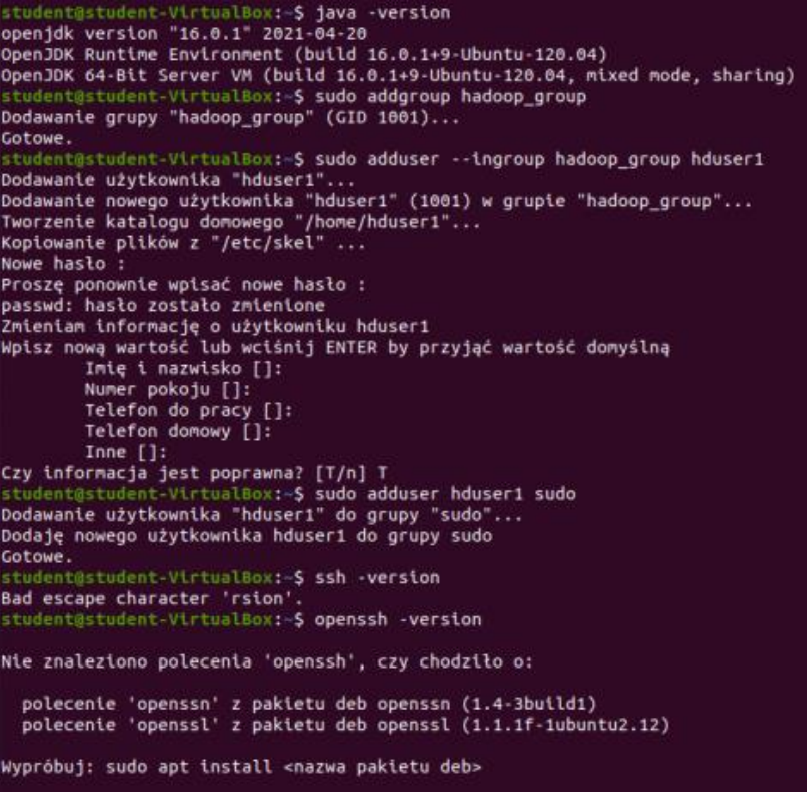 student@student-VirtualBox:~$ java -version
openjdk version "16.0.1" 2021-04-20
OpenJDK Runtime Environment (build 16.0.1+9-Ubuntu-120.04)
OpenJDK 64-Bit Server VM (build 16.0.1+9-Ubuntu-120.04, mixed mode, sharing)
student@student-VirtualBox:~$ sudo addgroup hadoop_group
Dodawanie grupy "hadoop_group" (GID 1001)...
Gotowe.
student@student-VirtualBox:~$ sudo adduser --ingroup hadoop_group hduser1
Dodawanie użytkownika "hduser1"...
Dodawanie nowego użytkownika "hduser1" (1001) w grupie "hadoop_group"...
Tworzenie katalogu domowego "/home/hduser1"...
Kopiowanie plików z "/etc/skel" ...
Nowe hasło :
Proszę ponownie wpisać nowe hasło :
passwd: hasło zostało zmienione
Zmieniam informację o użytkowniku hduser1
Wpisz nową wartość lub wciśnij ENTER by przyjąć wartość domyślną
        Imię i nazwisko []:
        Numer pokoju []:
        Telefon do pracy []:
        Telefon domowy []:
        Inne []:
Czy informacja jest poprawna? [T/n] T
student@student-VirtualBox:~$ sudo adduser hduser1 sudo
Dodawanie użytkownika "hduser1" do grupy "sudo"...
Dodaję nowego użytkownika hduser1 do grupy sudo
Gotowe.
student@student-VirtualBox:~$ ssh -version
Bad escape character 'rsion'.
student@student-VirtualBox:~$ openssh -version
Nie znaleziono polecenia 'openssh', czy chodziło o:
  polecenie 'openssn' z pakietu deb openssn (1.4-3build1)
  polecenie 'openssl' z pakietu deb openssl (1.1.1f-1ubuntu2.12)
Wypróbuj: sudo apt install <nazwa pakietu deb>